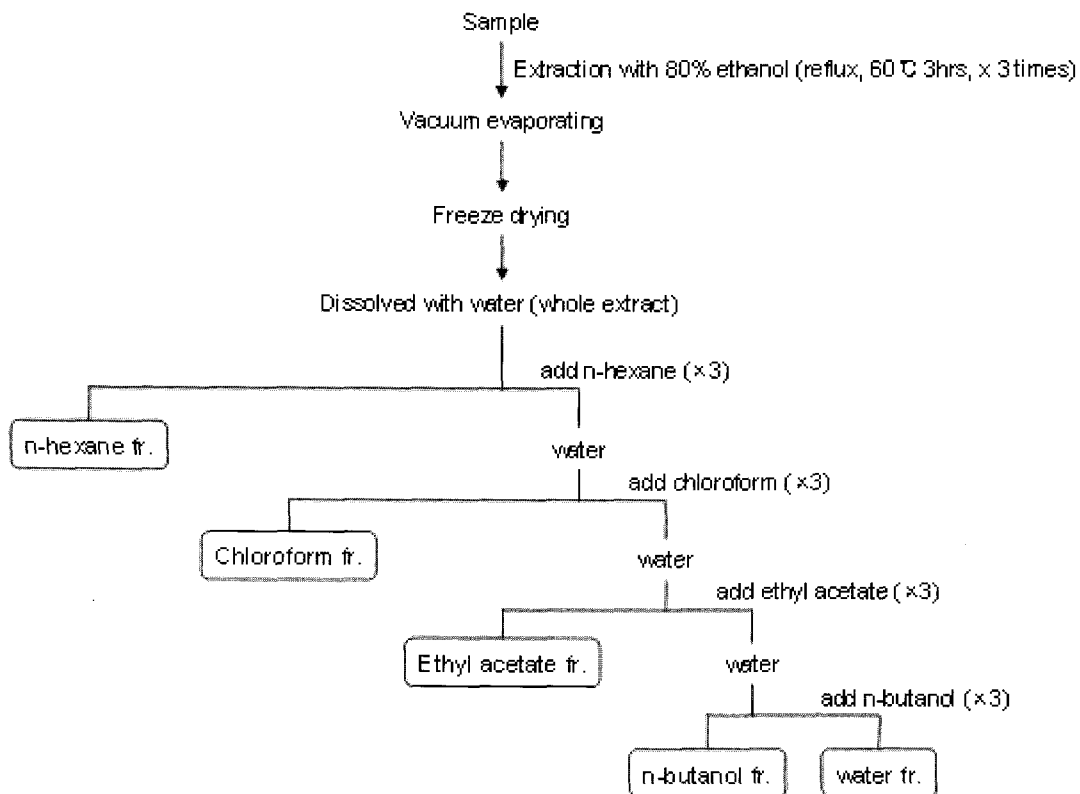 Sample
Extraction with 80% ethanol (reflux, 60℃ 3hrs, x 3 times)
Vacuum evaporating
Freeze drying
Dissolved with water (whole extract)
add n-hexane (×3)
n-hexane fr.
water
add chloroform (×3)
Chloroform fr.
water
add ethyl acetate (×3)
Ethyl acetate fr.
water
add n-butanol (×3)
n-butanol fr.
water fr.